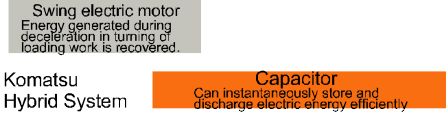 Swing electric motor
Energy generated during
deceleration in turning of
loading work is recovered.
Komatsu
Hybrid System
Capacitor
Can instantaneously store and
discharge electric energy efficiently